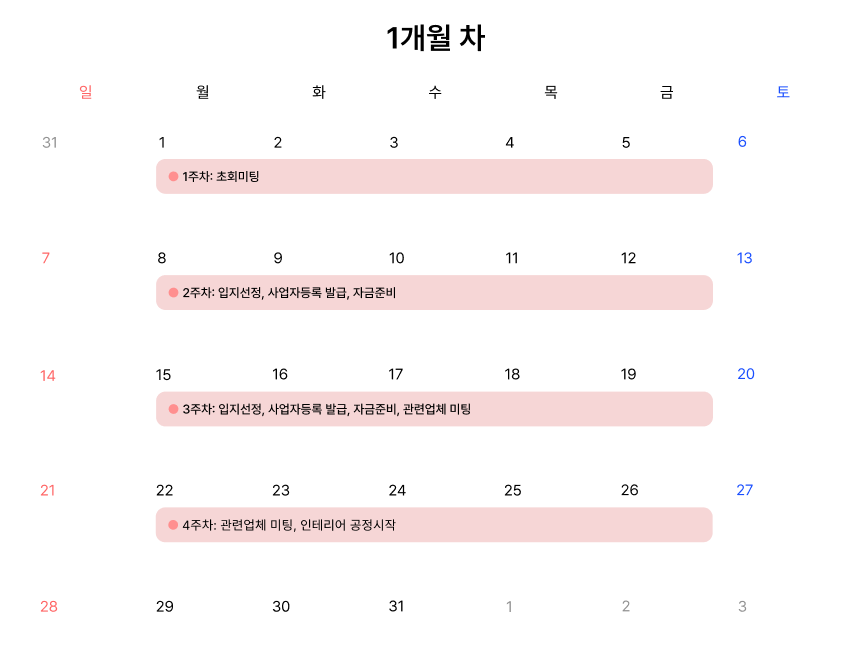 1개월 차
일 월 화 수 목 금 토
31 1 2 3 4 5 6
1주차: 초회미팅
7 8 9 10 11 12 13
2주차: 입지선정, 사업자등록 발급, 자금준비
14 15 16 17 18 19 20
3주차: 입지선정, 사업자등록 발급, 자금준비, 관련업체 미팅
21 22 23 24 25 26 27
4주차: 관련업체 미팅, 인테리어 공정시작
28 29 30 31 1 2 3